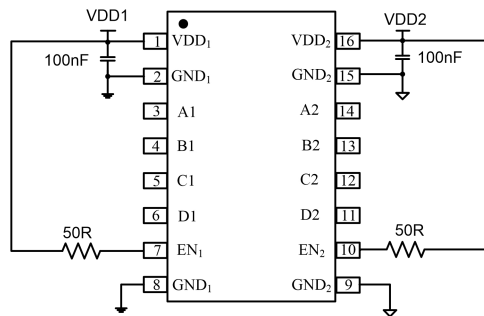 VDD1 VDD2
1 VDD₁ VDD₂ 16
100nF 100nF
2 GND₁ GND₂ 15
3 A1 A2 14
4 B1 B2 13
5 C1 C2 12
6 D1 D2 11
50R 50R
7 EN₁ EN₂ 10
8 GND₁ GND₂ 9